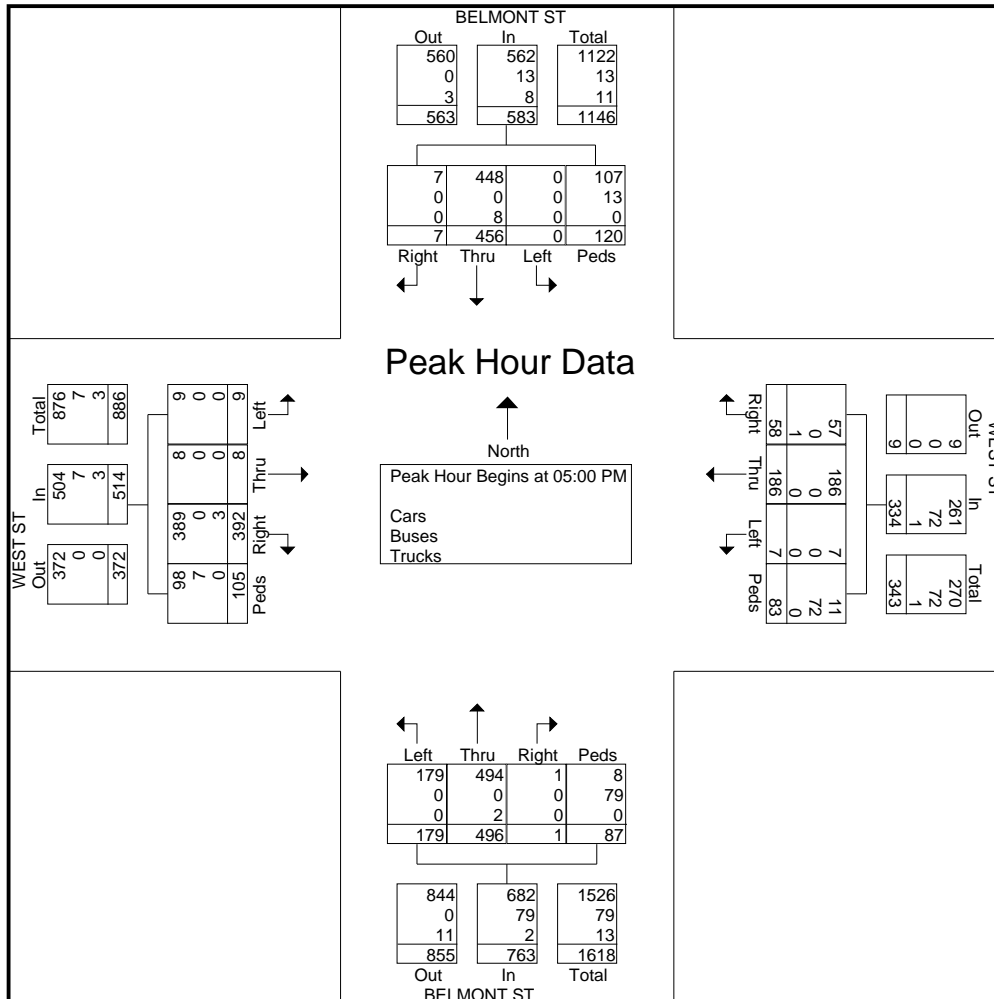 BELMONT ST
Out In Total
560 562 1122
0 13 13
3 8 11
563 583 1146
7 448 0 107
0 0 0 13
0 8 0 0
7 456 0 120
Right Thru Left Peds
Peak Hour Data
North
Peak Hour Begins at 05:00 PM
Cars
Buses
Trucks
WEST ST
Out In Total
372 504 876
0 7 7
0 3 3
372 514 886
Peds Right Thru Left
98 389 8 9
7 0 0 0
0 3 0 0
105 392 8 9
WEST ST
Out In Total
9 261 270
0 72 72
0 1 1
9 334 343
57 186 7 11
0 0 0 72
1 0 0 0
58 186 7 83
Right Thru Left Peds
Left Thru Right Peds
179 494 1 8
0 0 0 79
0 2 0 0
179 496 1 87
844 682 1526
0 79 79
11 2 13
855 763 1618
Out In Total
BELMONT ST